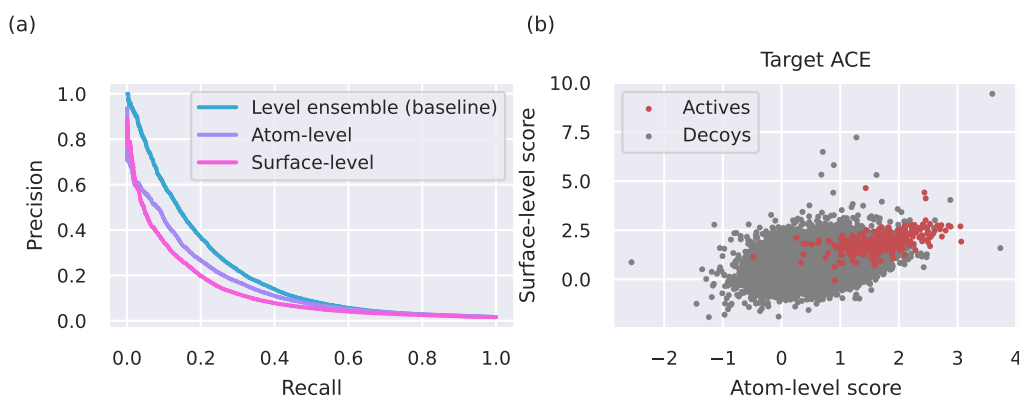 (a)
1.0
0.8
0.6
0.4
0.2
0.0
Precision
Level ensemble (baseline)
Atom-level
Surface-level
0.0 0.2 0.4 0.6 0.8 1.0
Recall
(b)
Target ACE
10.0
7.5
5.0
2.5
0.0
Surface-level score
Actives
Decoys
−2 −1 0 1 2 3 4
Atom-level score